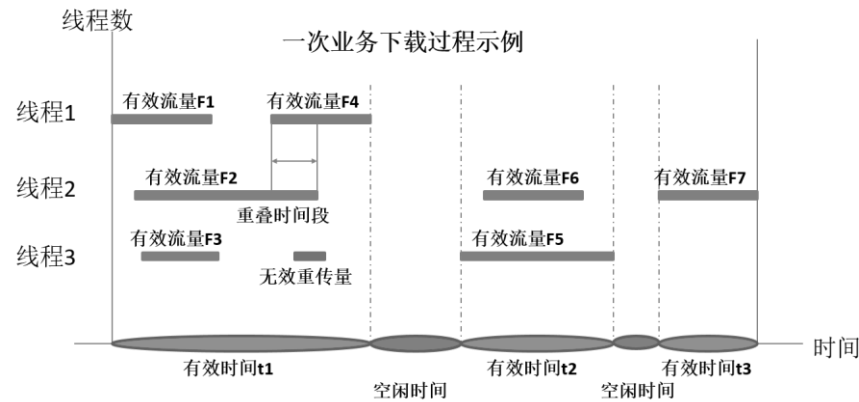 线程数
一次业务下载过程示例
线程1
有效流量F1
有效流量F4
线程2
有效流量F2
有效流量F6
有效流量F7
重叠时间段
线程3
有效流量F3
有效流量F5
无效重传量
时间
有效时间t1
有效时间t2
有效时间t3
空闲时间
空闲时间